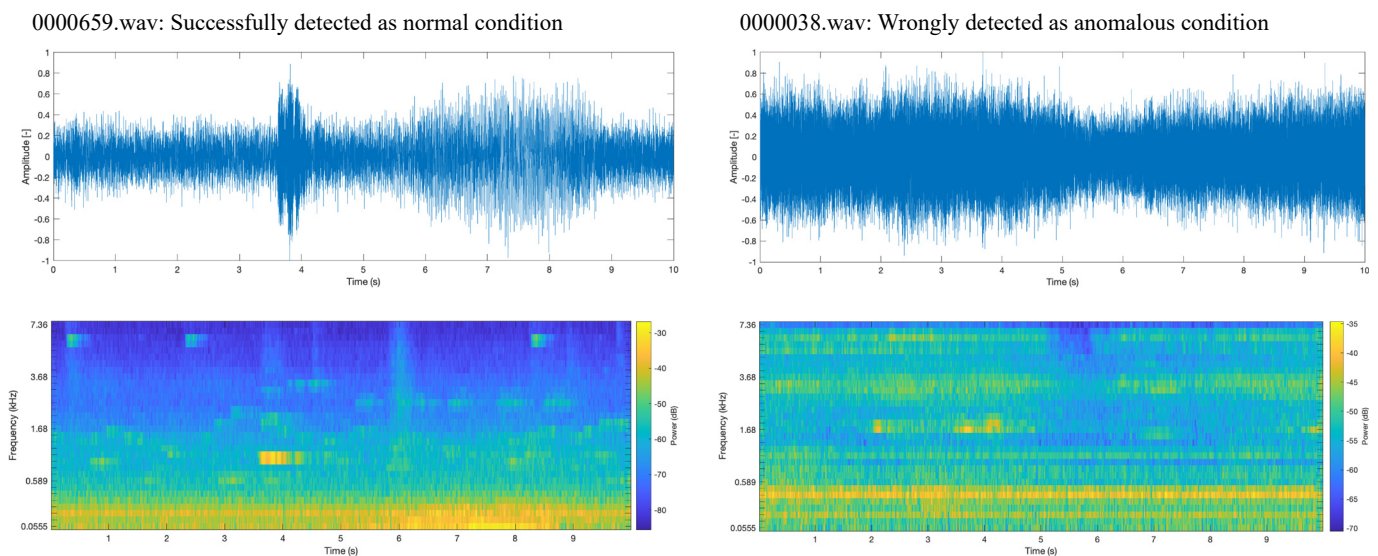 0000659.wav: Successfully detected as normal condition
1
0.8
0.6
0.4
0.2
0
-0.2
-0.4
-0.6
-0.8
-1
Amplitude [-]
0 1 2 3 4 5 6 7 8 9 10
Time (s)
7.36
3.68
1.68
0.589
0.0555
Frequency (kHz)
1 2 3 4 5 6 7 8 9
Time (s)
-30
-40
-50
-60
-70
-80
Power (dB)
0000038.wav: Wrongly detected as anomalous condition
1
0.8
0.6
0.4
0.2
0
-0.2
-0.4
-0.6
-0.8
-1
Amplitude [-]
0 1 2 3 4 5 6 7 8 9 10
Time (s)
7.36
3.68
1.68
0.589
0.0555
Frequency (kHz)
1 2 3 4 5 6 7 8 9
Time (s)
-35
-40
-45
-50
-55
-60
-65
-70
Power (dB)